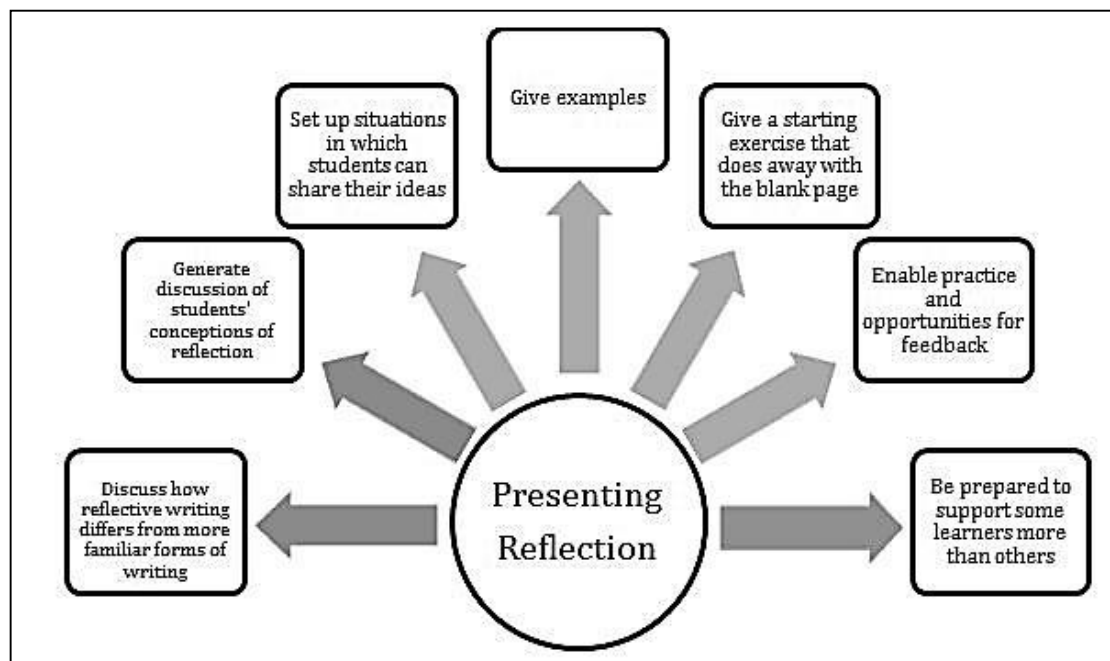 Give examples
Set up situations
in which
students can
share their ideas
Give a starting
exercise that
does away with
the blank page
Generate
discussion of
students'
conceptions of
reflection
Enable practice
and
opportunities for
feedback
Discuss how
reflective writing
differs from more
familiar forms of
writing
Presenting
Reflection
Be prepared to
support some
learners more
than others